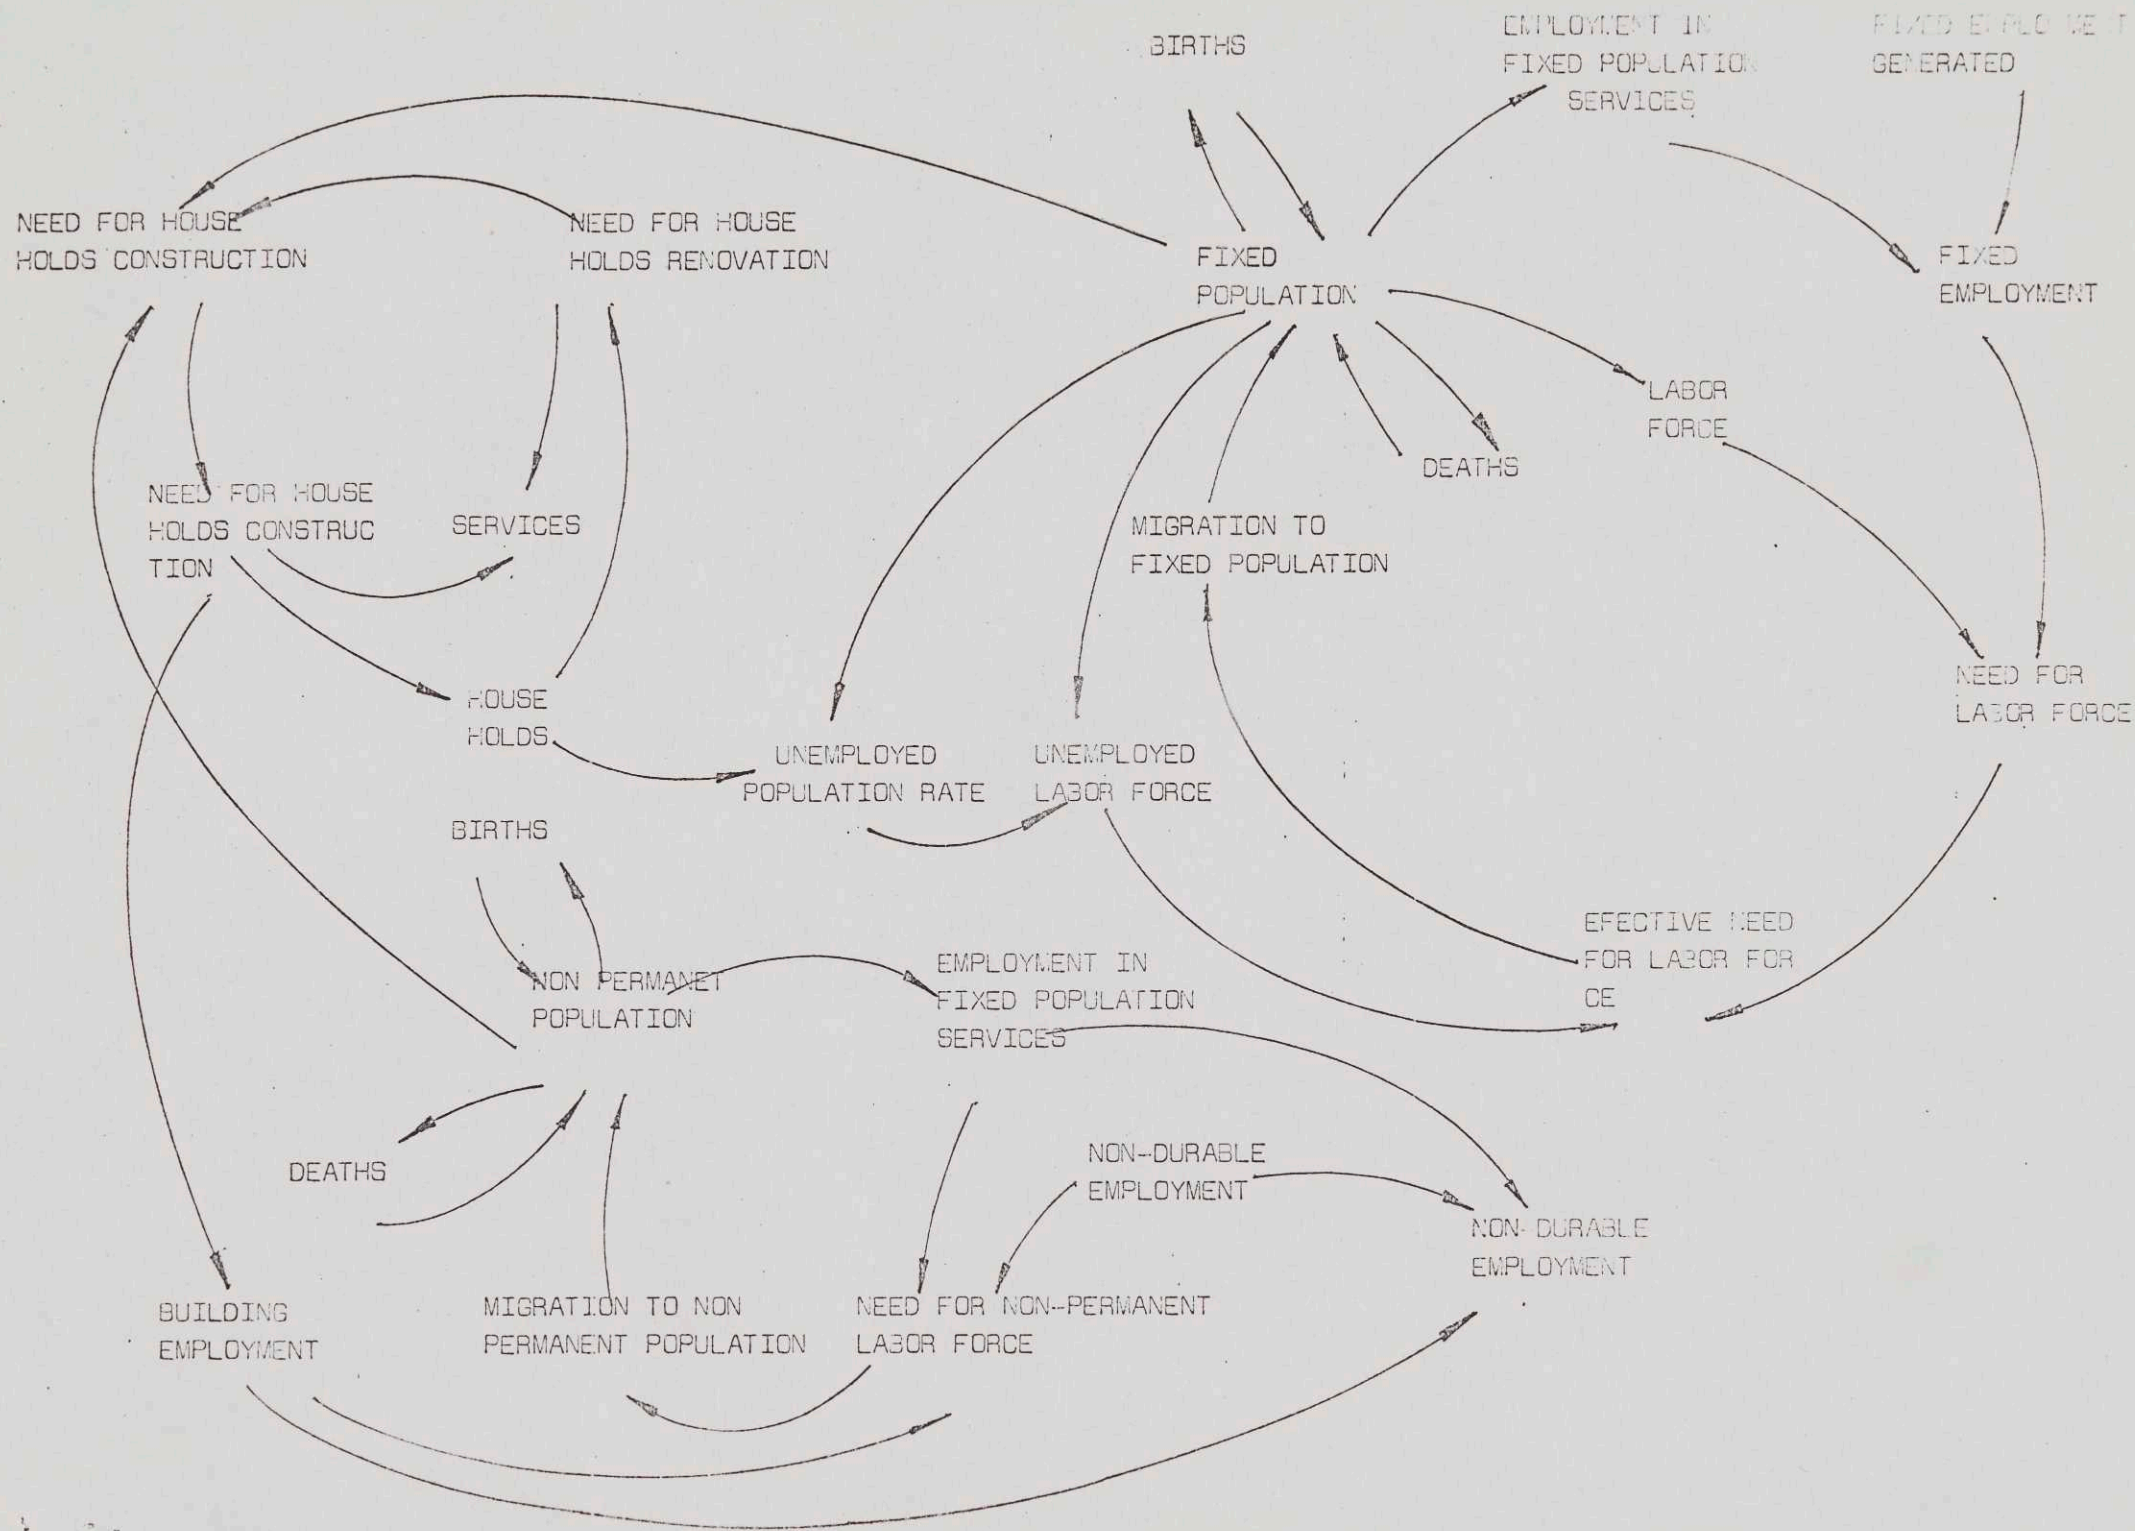 BIRTHS
EMPLOYMENT IN
FIXED POPULATION
SERVICES
FIXED EMPLOYMENT
GENERATED
NEED FOR HOUSE
HOLDS CONSTRUCTION
NEED FOR HOUSE
HOLDS RENOVATION
FIXED
POPULATION
FIXED
EMPLOYMENT
LABOR
FORCE
DEATHS
NEED FOR HOUSE
HOLDS CONSTRUC
TION
SERVICES
MIGRATION TO
FIXED POPULATION
NEED FOR
LABOR FORCE
HOUSE
HOLDS
UNEMPLOYED
POPULATION RATE
UNEMPLOYED
LABOR FORCE
BIRTHS
EFECTIVE NEED
FOR LABOR FOR
CE
NON PERMANET
POPULATION
EMPLOYMENT IN
FIXED POPULATION
SERVICES
DEATHS
NON-DURABLE
EMPLOYMENT
NON-DURABLE
EMPLOYMENT
BUILDING
EMPLOYMENT
MIGRATION TO NON
PERMANENT POPULATION
NEED FOR NON-PERMANENT
LABOR FORCE